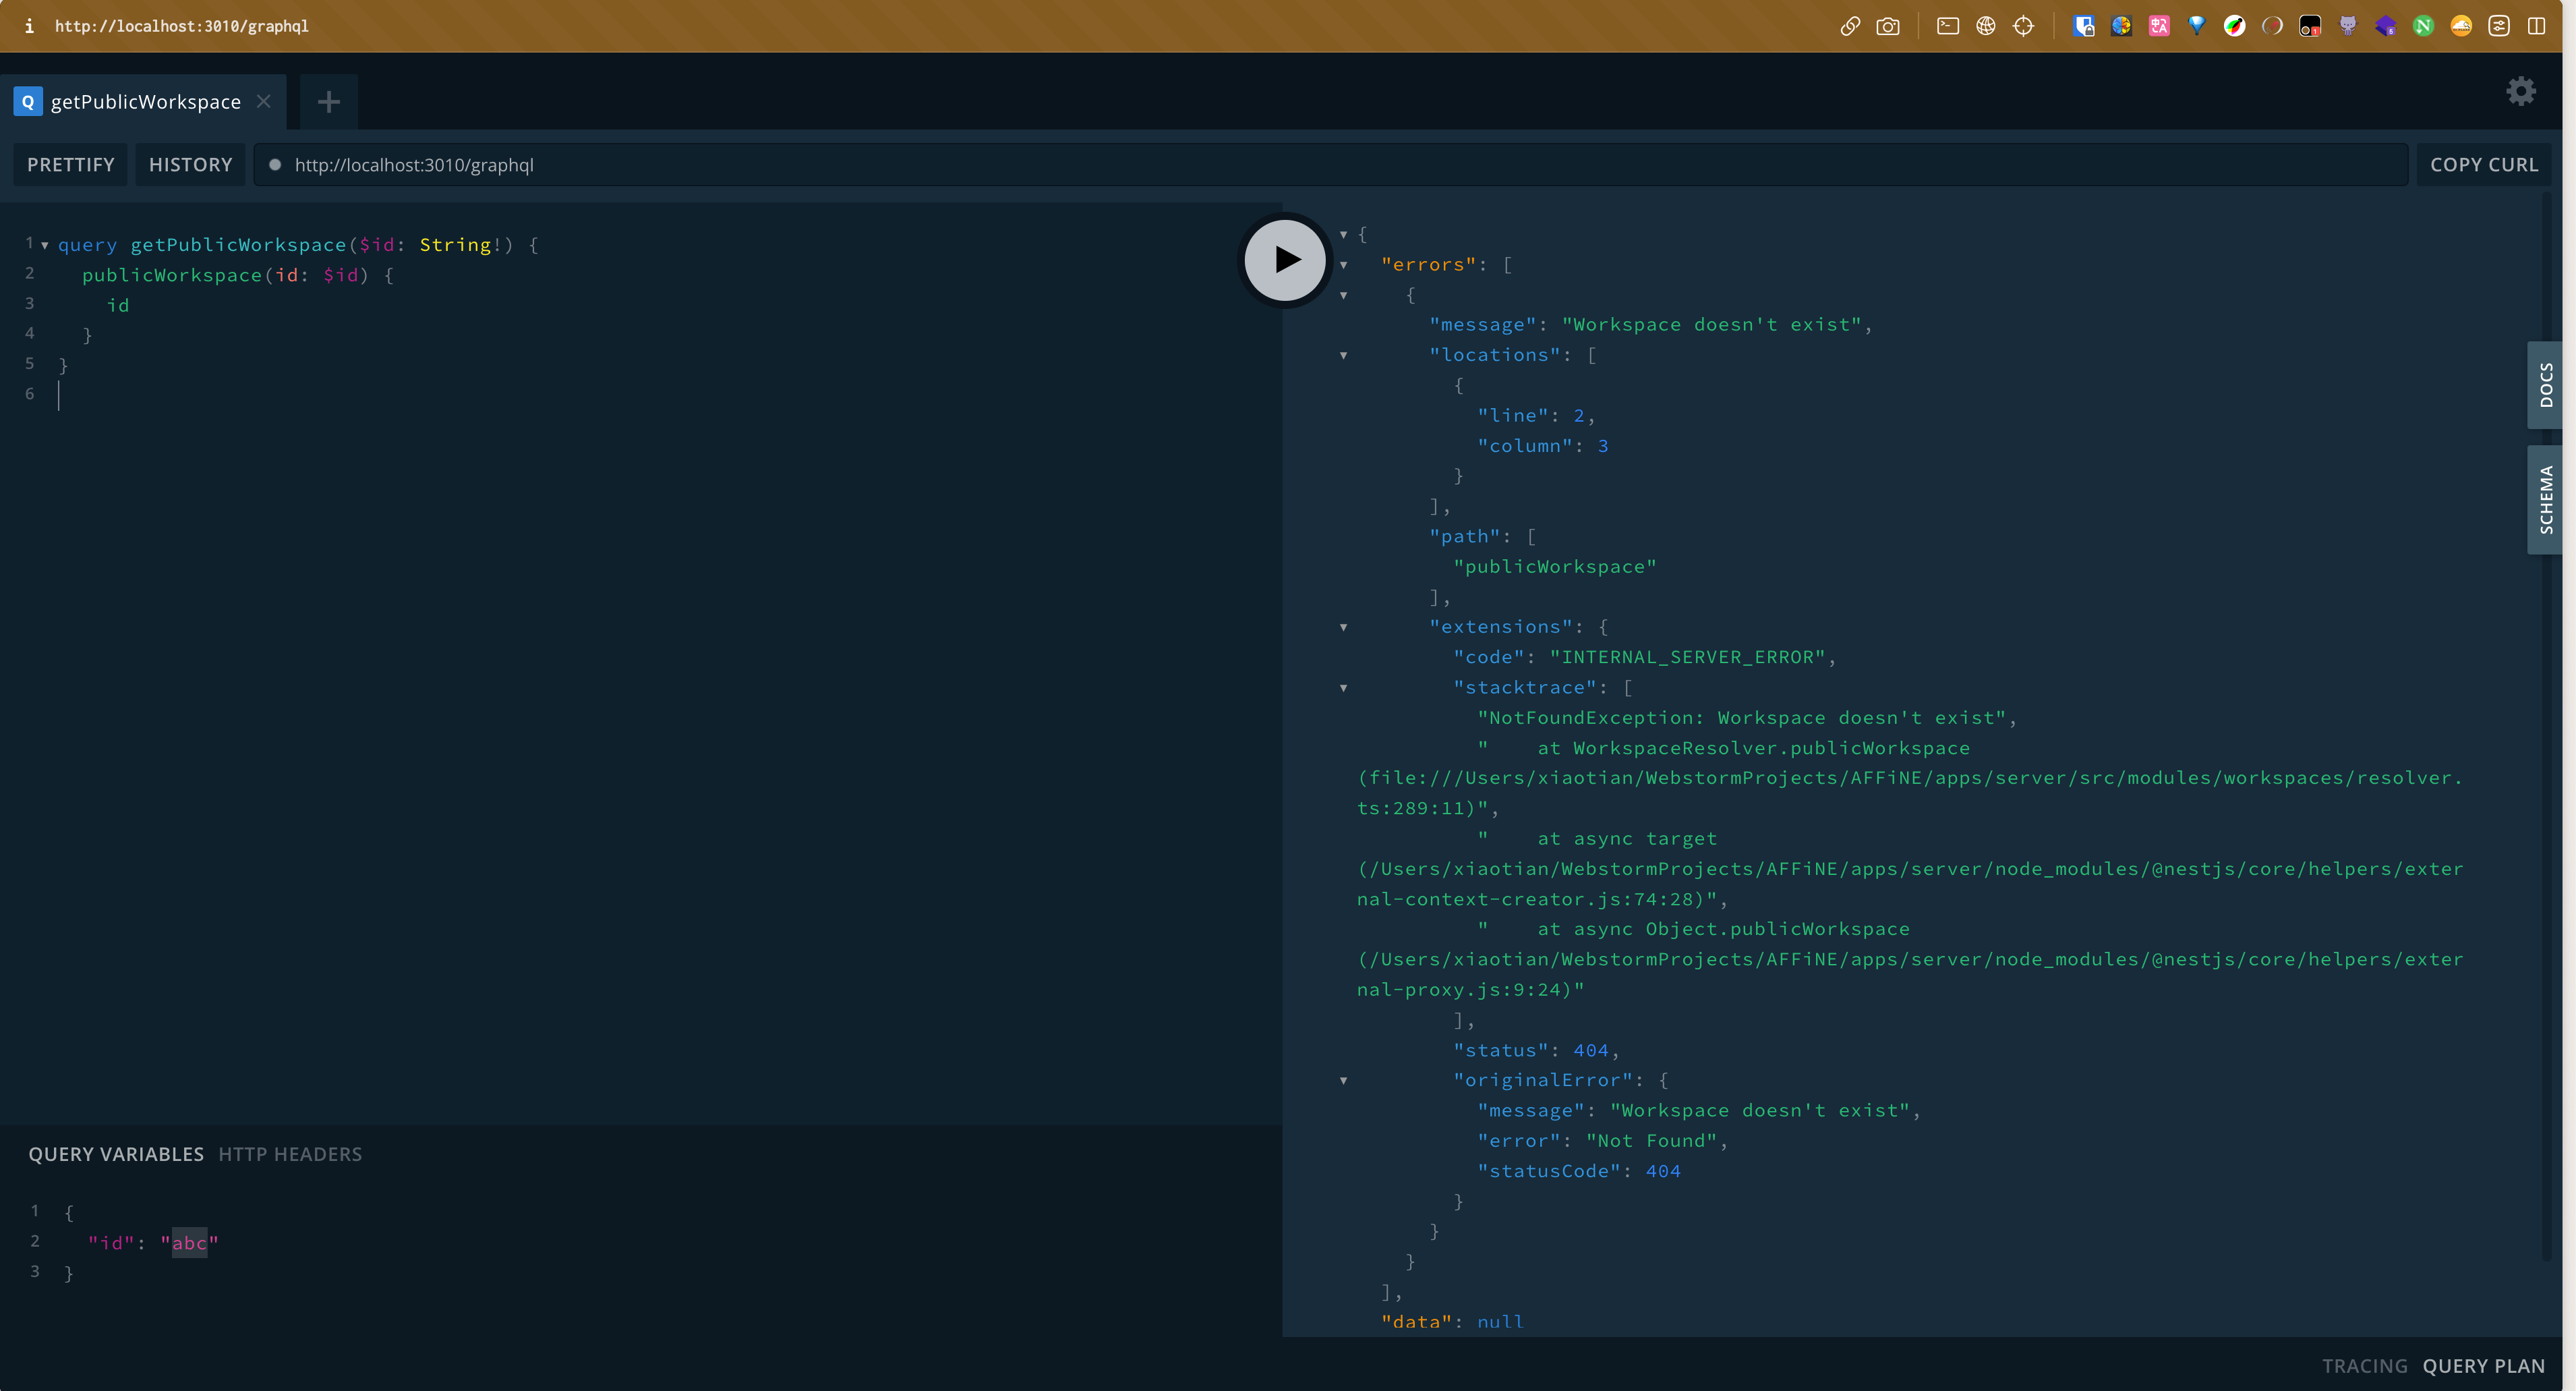 http://localhost:3010/graphql
Q getPublicWorkspace
PRETTIFY HISTORY http://localhost:3010/graphql COPY CURL
1 query getPublicWorkspace($id: String!) {
2 publicWorkspace(id: $id) {
3 id
4 }
5 }
6
{
"errors": [
{
"message": "Workspace doesn't exist",
"locations": [
{
"line": 2,
"column": 3
}
],
"path": [
"publicWorkspace"
],
"extensions": {
"code": "INTERNAL_SERVER_ERROR",
"stacktrace": [
"NotFoundException: Workspace doesn't exist",
"    at WorkspaceResolver.publicWorkspace
(file:///Users/xiaotian/WebstormProjects/AFFiNE/apps/server/src/modules/workspaces/resolver.
ts:289:11)",
"    at async target
(/Users/xiaotian/WebstormProjects/AFFiNE/apps/server/node_modules/@nestjs/core/helpers/exter
nal-context-creator.js:74:28)",
"    at async Object.publicWorkspace
(/Users/xiaotian/WebstormProjects/AFFiNE/apps/server/node_modules/@nestjs/core/helpers/exter
nal-proxy.js:9:24)"
],
"status": 404,
"originalError": {
"message": "Workspace doesn't exist",
"error": "Not Found",
"statusCode": 404
}
}
}
],
"data": null
DOCS
SCHEMA
QUERY VARIABLES HTTP HEADERS
1 {
2 "id": "abc"
3 }
TRACING QUERY PLAN